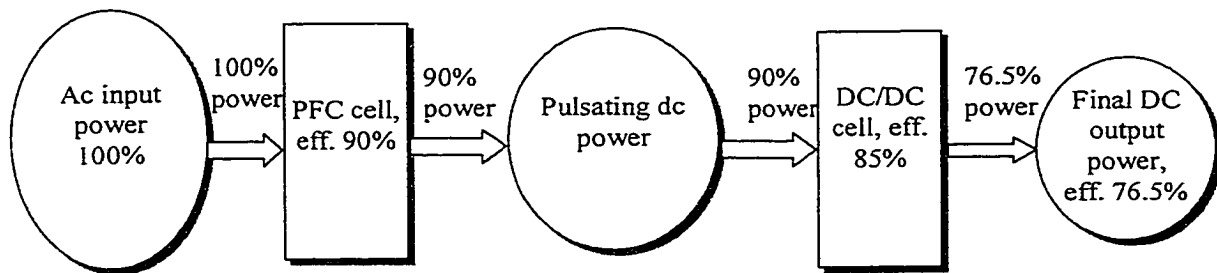 Ac input
power
100%
100%
power
PFC cell,
eff. 90%
90%
power
Pulsating dc
power
90%
power
DC/DC
cell, eff.
85%
76.5%
power
Final DC
output
power,
eff. 76.5%